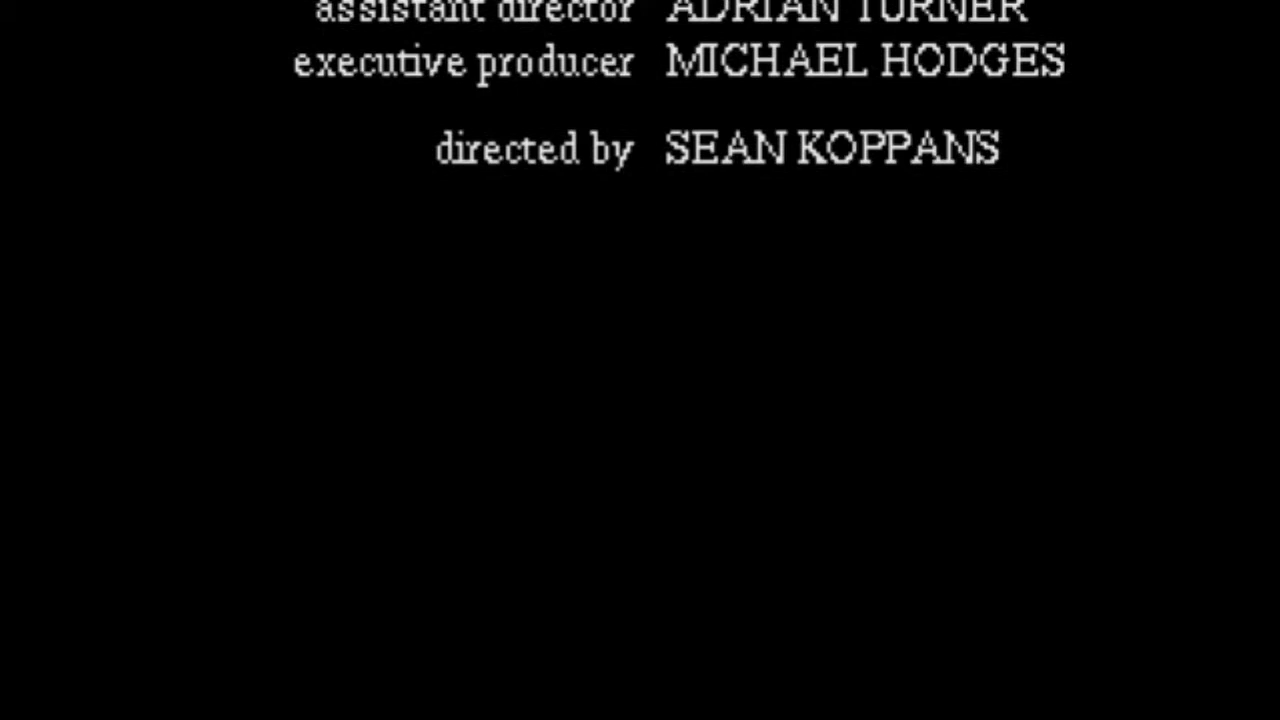 assistant director ADRIAN TURNER
executive producer MICHAEL HODGES
directed by SEAN KOPPANS